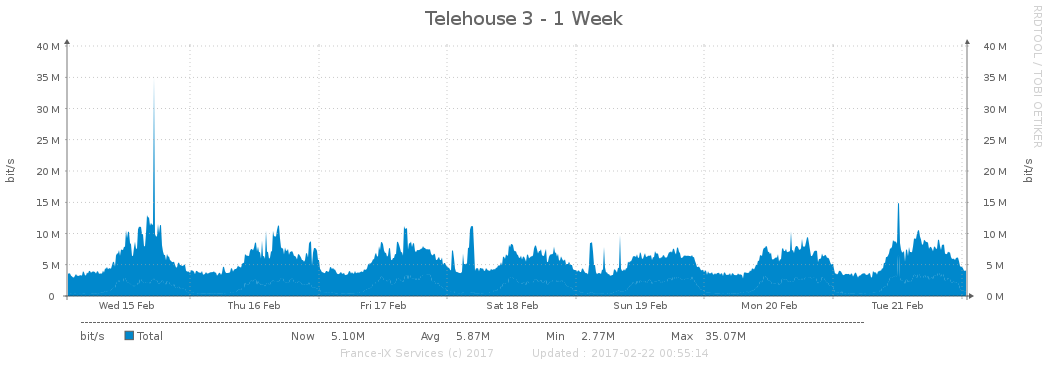 Telehouse 3 - 1 Week
RRDTOOL / TOBI OETIKER
40 M 40 M
35 M 35 M
30 M 30 M
25 M 25 M
20 M 20 M
15 M 15 M
10 M 10 M
5 M 5 M
0 0 M
bit/s bit/s
Wed 15 Feb Thu 16 Feb Fri 17 Feb Sat 18 Feb Sun 19 Feb Mon 20 Feb Tue 21 Feb
bit/s Total Now 5.10M Avg 5.87M Min 2.77M Max 35.07M
France-IX Services (c) 2017 Updated : 2017-02-22 00:55:14